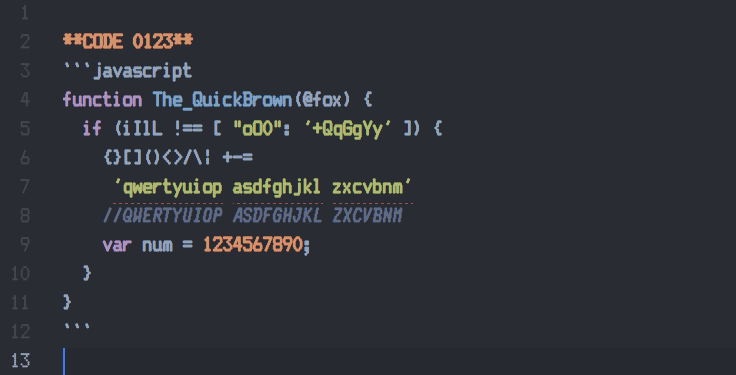 1
2 **CODE 0123**
3 ```javascript
4 function The_QuickBrown(@fox) {
5 if (iIlL !== [ "oO0": '+QqGgYy' ]) {
6 {}[]()<>/\| +-=
7 'qwertyuiop asdfghjkl zxcvbnm'
8 //QWERTYUIOP ASDFGHJKL ZXCVBNM
9 var num = 1234567890;
10 }
11 }
12 ```
13